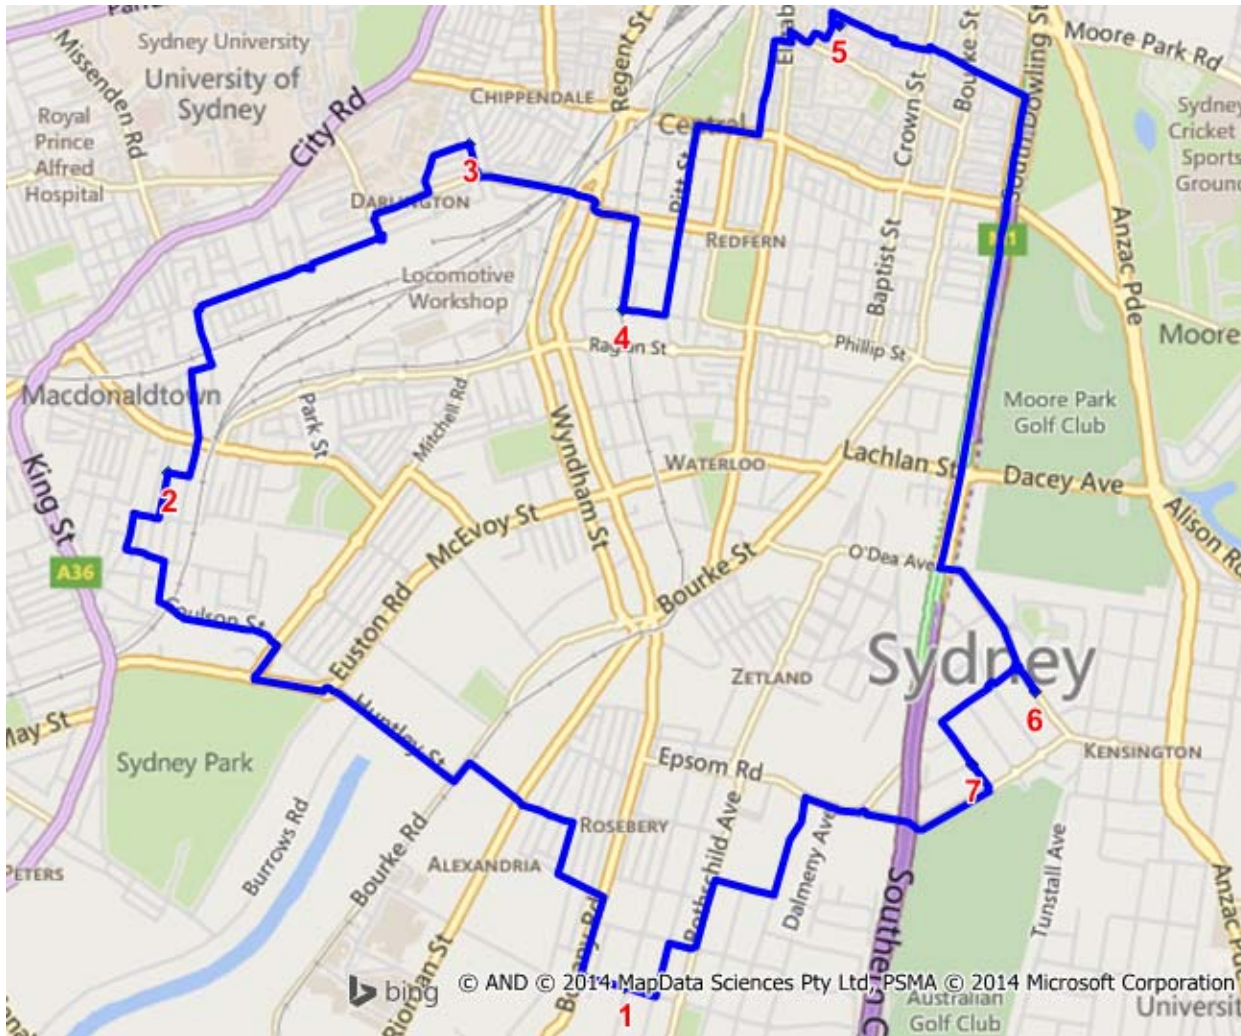 Sydney University
University of
Sydney
Missenden Rd
Royal
Prince
Alfred
Hospital
City Rd
Regent St
CHIPPENDALE
Central
Pitt St
5
Crown St
Bourke St
South Dowling St
Moore Park Rd
Sydney
Cricket
Sports
Ground
3
DARLINGTON
Locomotive
Workshop
REDFERN
Baptist St
Anzac Pde
Moore
4
Phillip St
Macdonaldtown
Park St
Mitchell Rd
Wyndham St
Moore Park
Golf Club
WATERLOO
Lachlan St
Dacey Ave
Alison Rd
King St
2
McEvoy St
Bourke St
O'Dea Ave
A36
Coulson St
Euston Rd
Sydney
ZETLAND
6
May St
Huntley St
Sydney Park
Epsom Rd
KENSINGTON
7
Burrows Rd
Bourke Rd
ROSEBERY
ALEXANDRIA
Rothschild Ave
Dalmeny Ave
Tunstall Ave
Anzac
Botany Rd
Riordan St
Southern C
bing
© AND © 2014 MapData Sciences Pty Ltd, PSMA © 2014 Microsoft Corporation
1
Australian
Golf Club
Universit